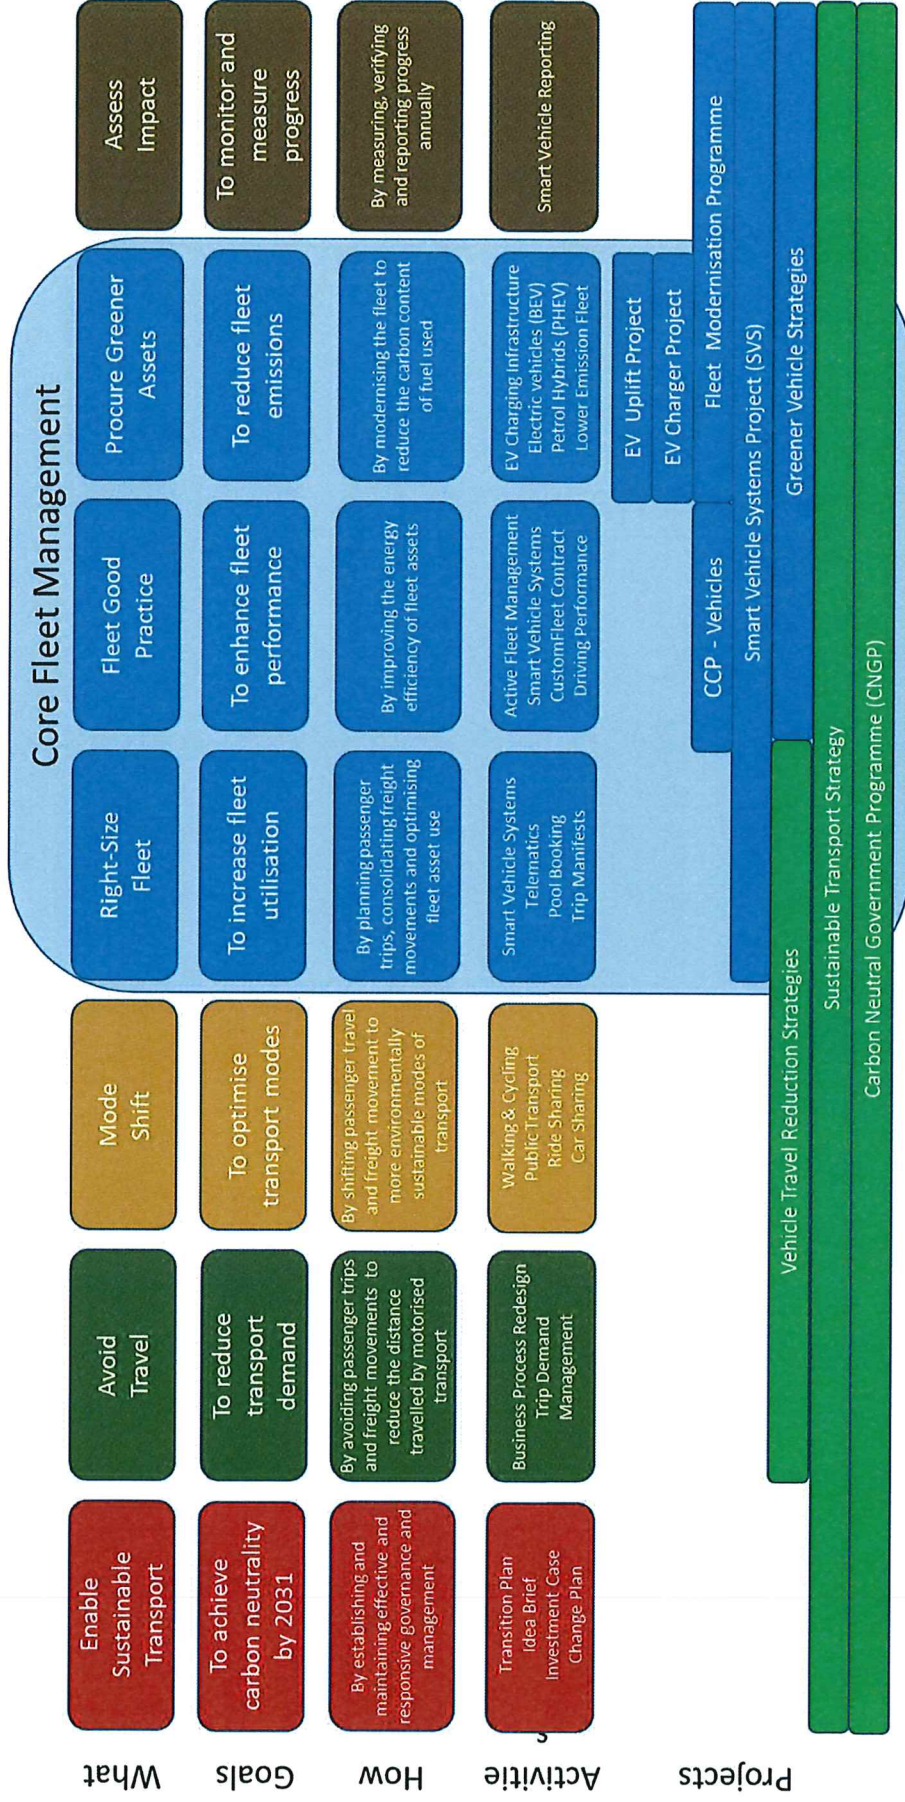 Core Fleet Management
What
Enable
Sustainable
Transport
Avoid
Travel
Mode
Shift
Right-Size
Fleet
Fleet Good
Practice
Procure Greener
Assets
Assess
Impact
Goals
To achieve
carbon neutrality
by 2031
To reduce
transport
demand
To optimise
transport modes
To increase fleet
utilisation
To enhance fleet
performance
To reduce fleet
emissions
To monitor and
measure
progress
How
By establishing and
maintaining effective and
responsive governance and
management
By avoiding passenger trips
and freight movements to
reduce the distance
travelled by motorised
transport
By shifting passenger travel
and freight movement to
more environmentally
sustainable modes of
transport
By planning passenger
trips, consolidating freight
movements and optimising
fleet asset use
By improving the energy
efficiency of fleet assets
By modernising the fleet to
reduce the carbon content
of fuel used
By measuring, verifying
and reporting progress
annually
Activitie
s
Transition Plan
Idea Brief
Investment Case
Change Plan
Business Process Redesign
Trip Demand
Management
Walking & Cycling
Public Transport
Ride Sharing
Car Sharing
Smart Vehicle Systems
Telematics
Pool Booking
Trip Manifests
Active Fleet Management
Smart Vehicle Systems
CustomFleet Contract
Driving Performance
EV Charging Infrastructure
Electric vehicles (BEV)
Petrol Hybrids (PHEV)
Lower Emission Fleet
Smart Vehicle Reporting
Projects
EV Uplift Project
EV Charger Project
CCP - Vehicles
Fleet Modernisation Programme
Smart Vehicle Systems Project (SVS)
Vehicle Travel Reduction Strategies
Greener Vehicle Strategies
Sustainable Transport Strategy
Carbon Neutral Government Programme (CNGP)